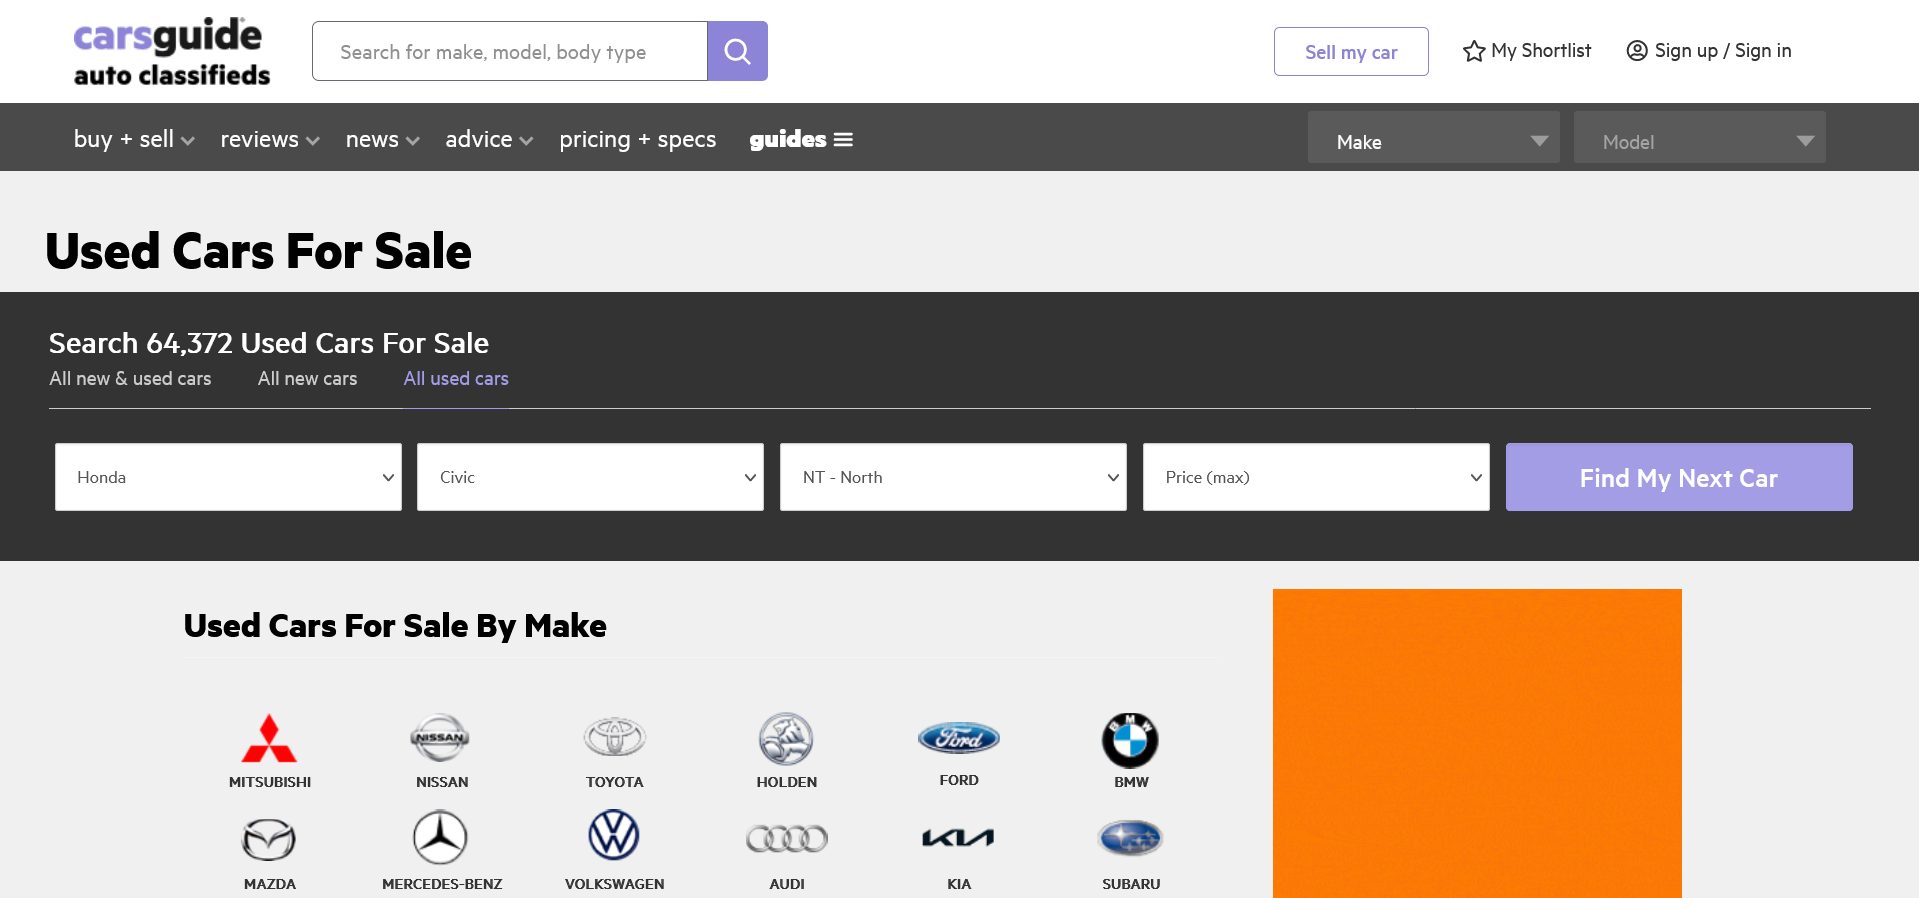 carsguide
auto classifieds
Search for make, model, body type
Sell my car
My Shortlist
Sign up / Sign in
buy + sell
reviews
news
advice
pricing + specs
guides
Make
Model
Used Cars For Sale
Search 64,372 Used Cars For Sale
All new & used cars
All new cars
All used cars
Honda
Civic
NT - North
Price (max)
Find My Next Car
Used Cars For Sale By Make
NISSAN
Ford
BMW
MITSUBISHI
NISSAN
TOYOTA
HOLDEN
FORD
BMW
KIA
MAZDA
MERCEDES-BENZ
VOLKSWAGEN
AUDI
KIA
SUBARU